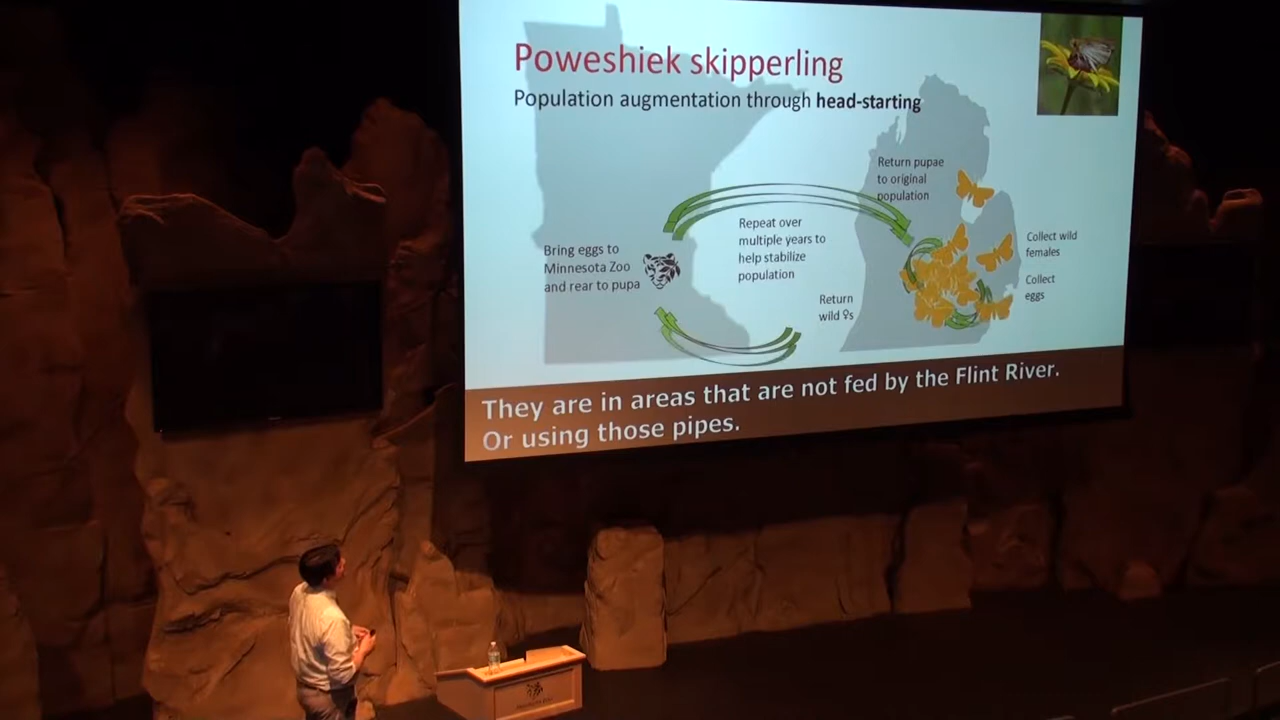 Poweshiek skipperling
Population augmentation through head-starting
Return pupae
to original
population
Repeat over
multiple years to
help stabilize
population
Bring eggs to
Minnesota Zoo
and rear to pupa
Collect wild
females
Collect
eggs
Return
wild ♀s
They are in areas that are not fed by the Flint River.
Or using those pipes.